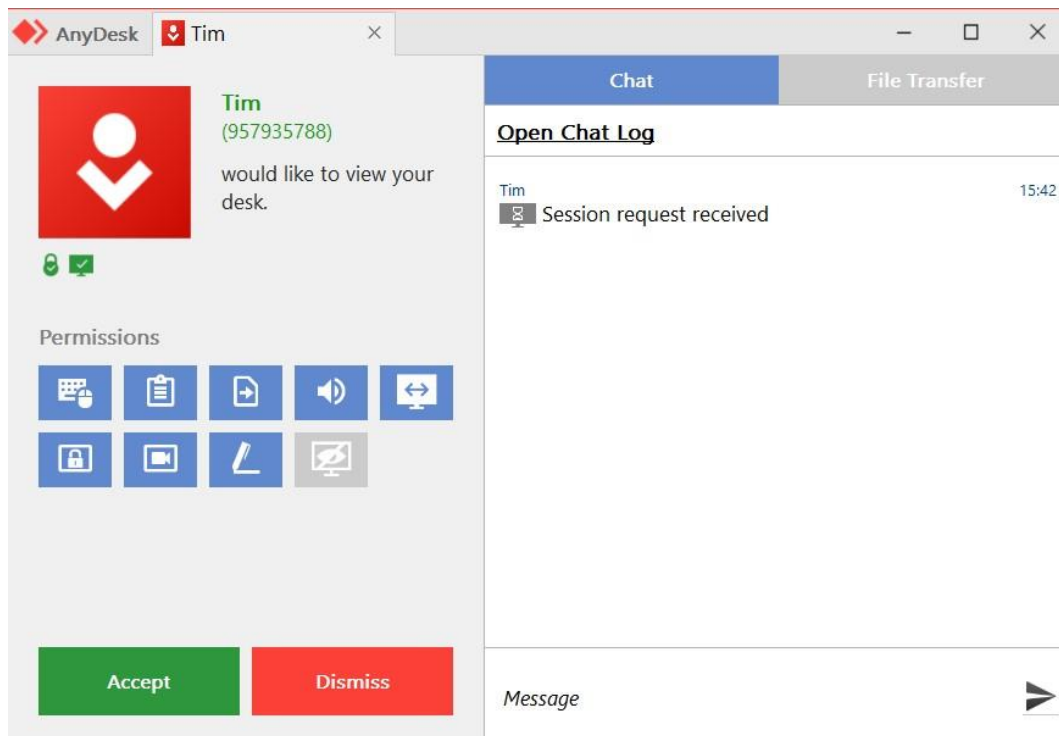 AnyDesk
Tim
Tim
(957935788)
would like to view your
desk.
Permissions
Accept
Dismiss
Chat
File Transfer
Open Chat Log
Tim
15:42
Session request received
Message